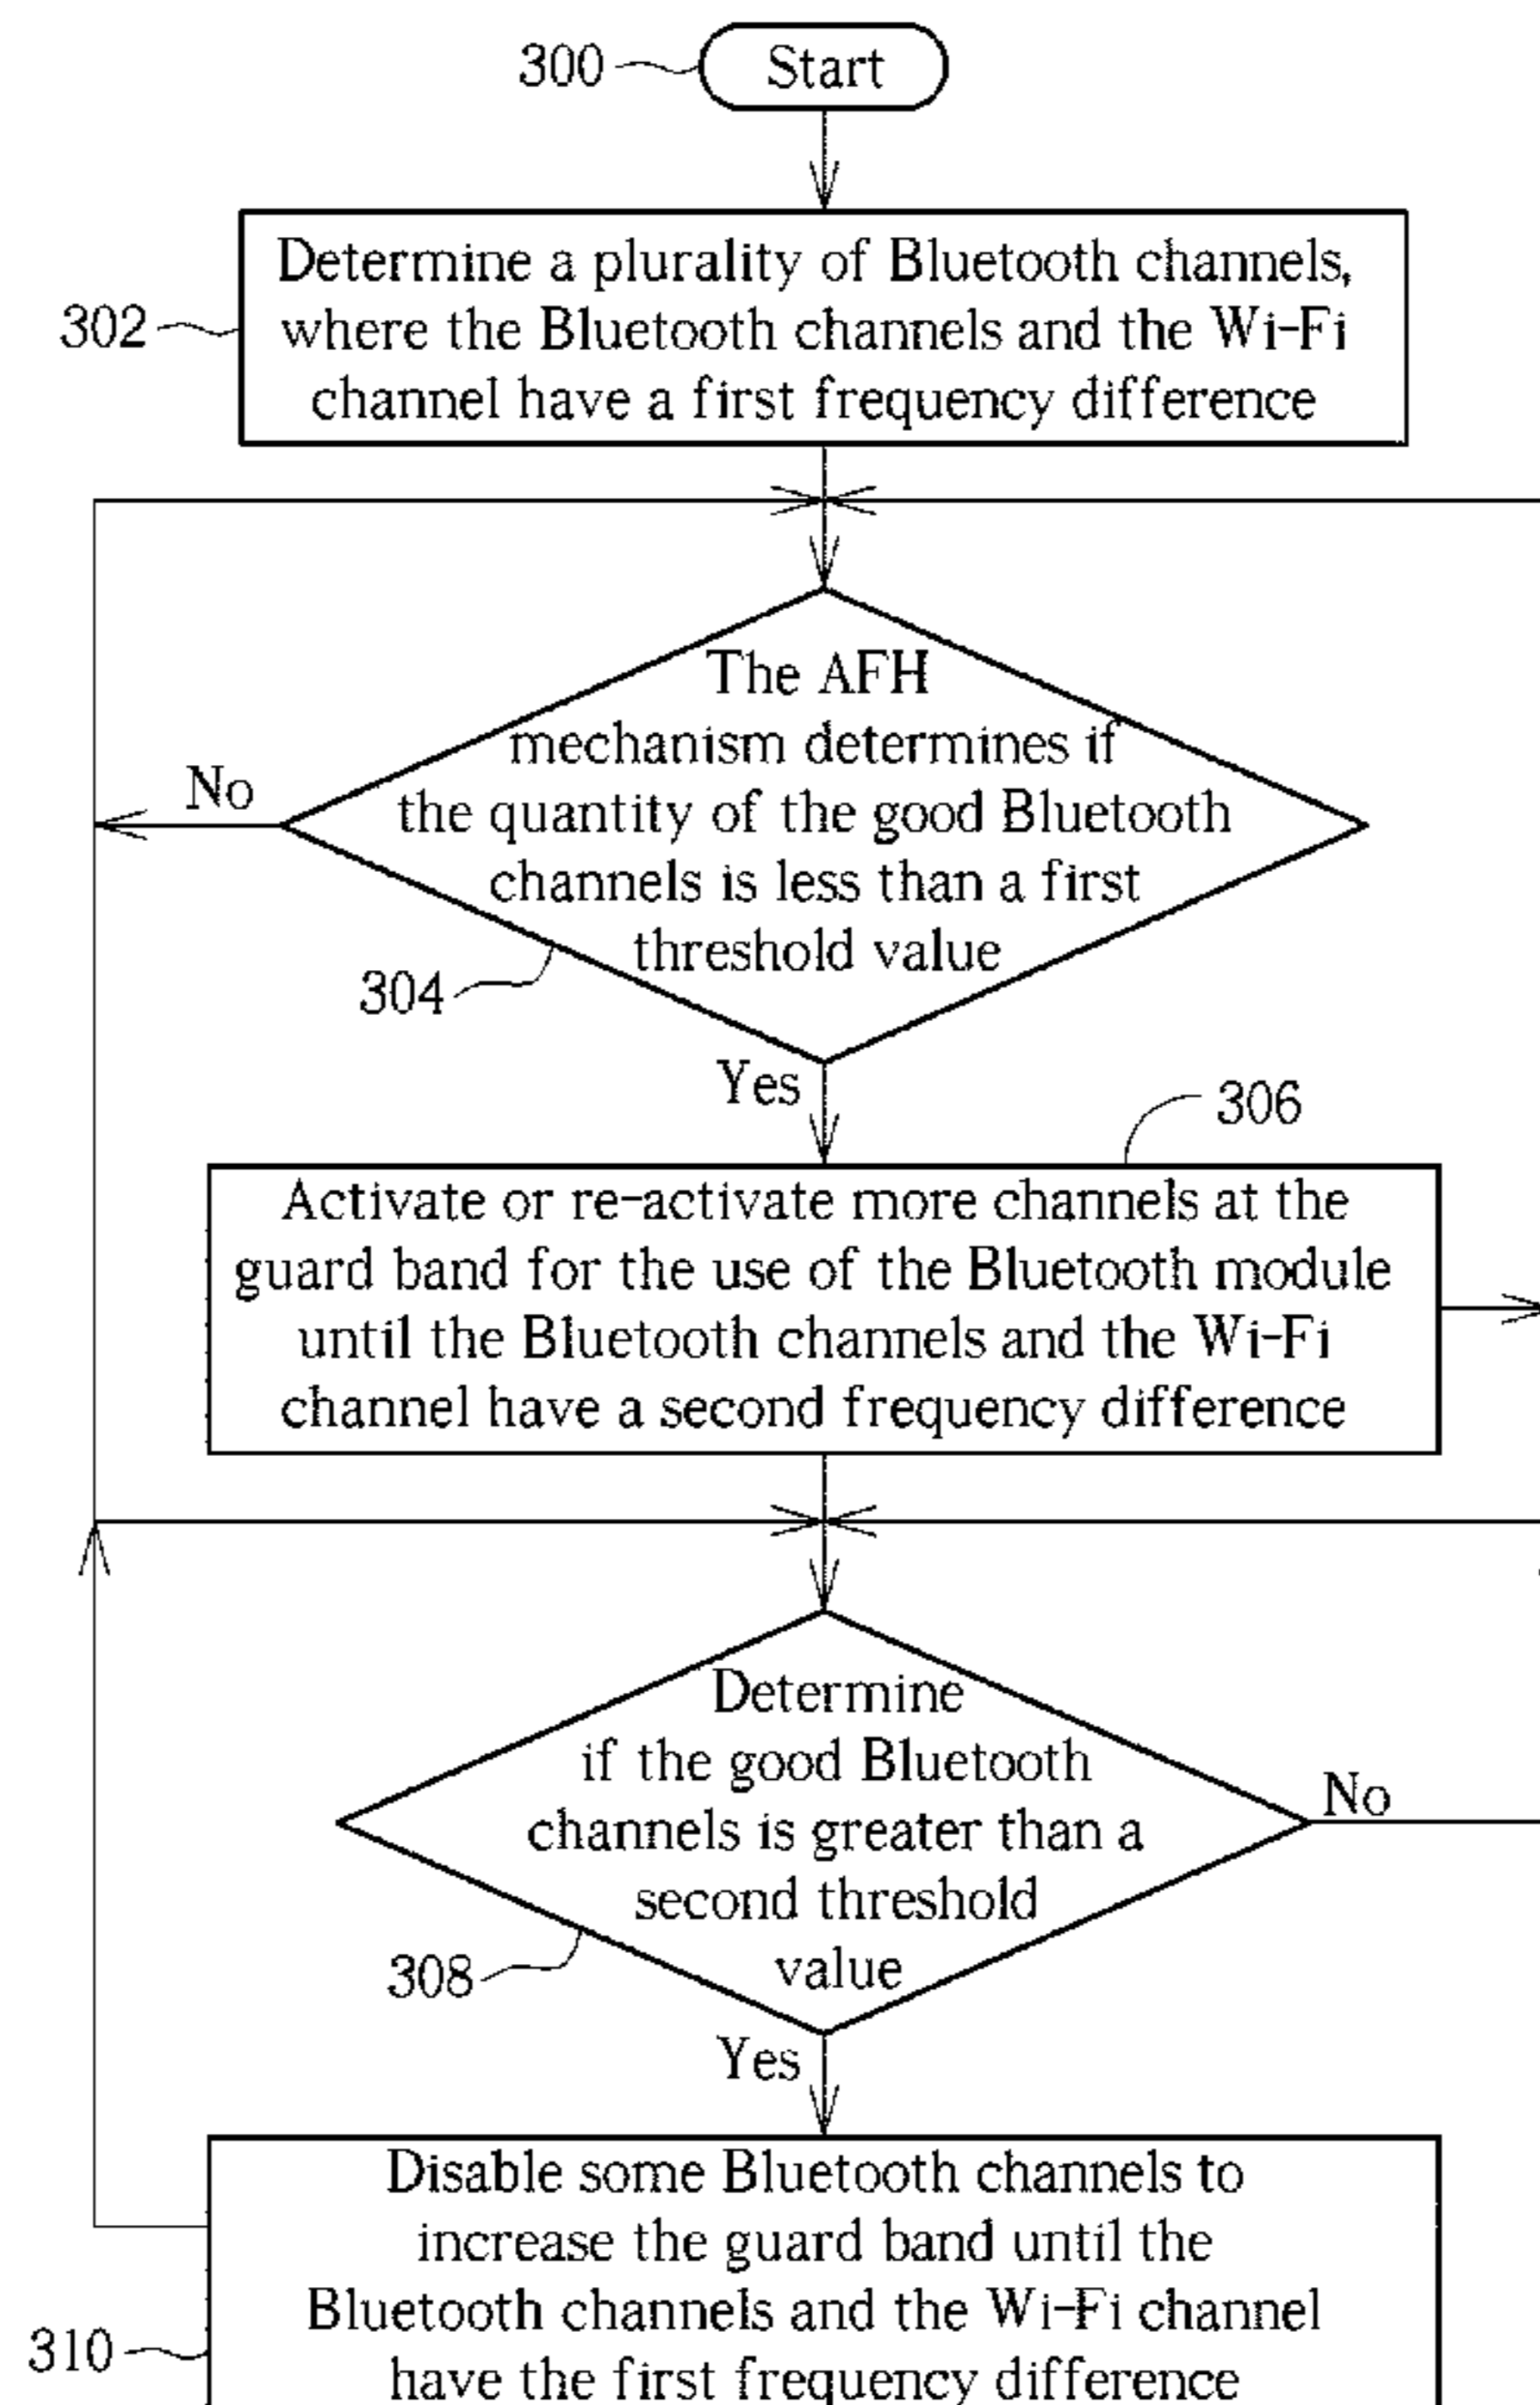 300
Start
302
Determine a plurality of Bluetooth channels,
where the Bluetooth channels and the Wi-Fi
channel have a first frequency difference
The AFH
mechanism determines if
the quantity of the good Bluetooth
channels is less than a first
threshold value
No
304
Yes
306
Activate or re-activate more channels at the
guard band for the use of the Bluetooth module
until the Bluetooth channels and the Wi-Fi
channel have a second frequency difference
Determine
if the good Bluetooth
channels is greater than a
second threshold
value
No
308
Yes
Disable some Bluetooth channels to
increase the guard band until the
Bluetooth channels and the Wi-Fi channel
have the first frequency difference
310